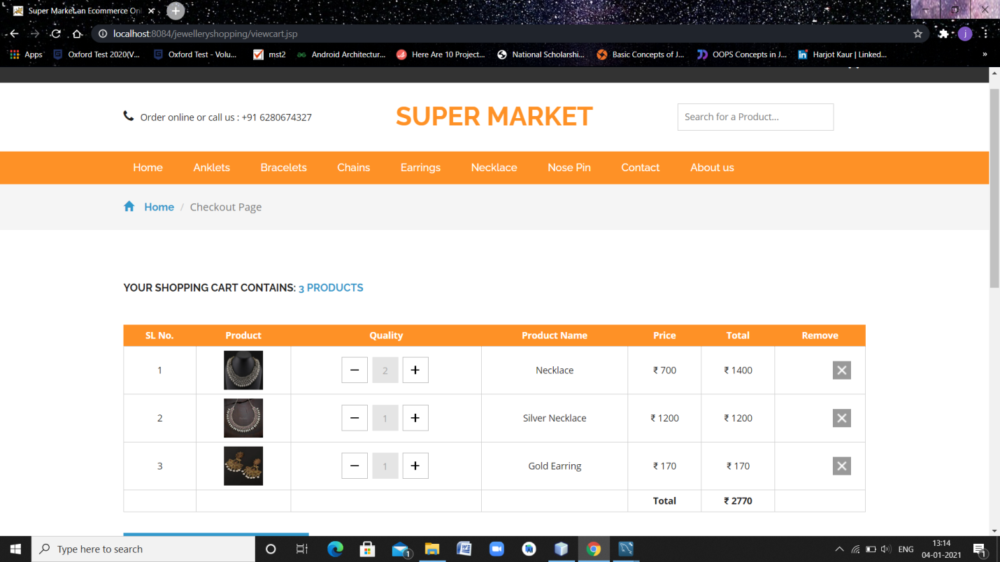 Super Market an Ecommerce On
localhost:8084/jewelleryshopping/viewcart.jsp
j
Apps Oxford Test 2020(V... Oxford Test - Volu... mst2 Android Architectur... Here Are 10 Project... National Scholarshi... Basic Concepts of J... OOPS Concepts in J... Harjot Kaur | Linked... »
Order online or call us : +91 6280674327
SUPER MARKET
Search for a Product...
Home Anklets Bracelets Chains Earrings Necklace Nose Pin Contact About us
Home / Checkout Page
YOUR SHOPPING CART CONTAINS: 3 PRODUCTS
SL No. Product Quality Product Name Price Total Remove
1 − 2 + Necklace ₹ 700 ₹ 1400
2 − 1 + Silver Necklace ₹ 1200 ₹ 1200
3 − 1 + Gold Earring ₹ 170 ₹ 170
Total ₹ 2770
Type here to search
1
ENG
13:14
04-01-2021
1